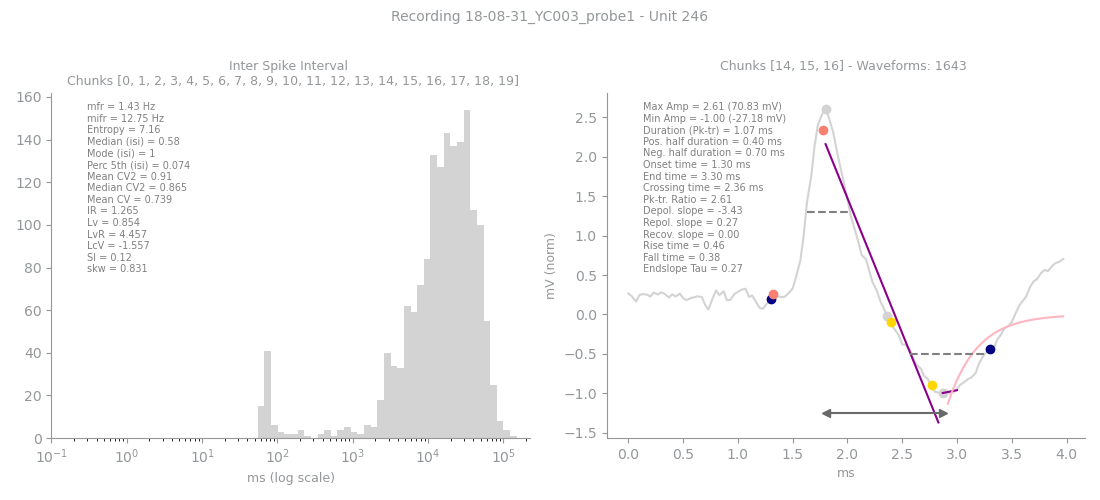 Recording 18-08-31_YC003_probe1 - Unit 246
Inter Spike Interval
Chunks [0, 1, 2, 3, 4, 5, 6, 7, 8, 9, 10, 11, 12, 13, 14, 15, 16, 17, 18, 19]
160
140
120
100
80
60
40
20
0
mfr = 1.43 Hz
mifr = 12.75 Hz
Entropy = 7.16
Median (isi) = 0.58
Mode (isi) = 1
Perc 5th (isi) = 0.074
Mean CV2 = 0.91
Median CV2 = 0.865
Mean CV = 0.739
IR = 1.265
Lv = 0.854
LvR = 4.457
LcV = -1.557
SI = 0.12
skw = 0.831
10⁻¹ 10⁰ 10¹ 10² 10³ 10⁴ 10⁵
ms (log scale)
Chunks [14, 15, 16] - Waveforms: 1643
mV (norm)
2.5
2.0
1.5
1.0
0.5
0.0
−0.5
−1.0
−1.5
Max Amp = 2.61 (70.83 mV)
Min Amp = -1.00 (-27.18 mV)
Duration (Pk-tr) = 1.07 ms
Pos. half duration = 0.40 ms
Neg. half duration = 0.70 ms
Onset time = 1.30 ms
End time = 3.30 ms
Crossing time = 2.36 ms
Pk-tr. Ratio = 2.61
Depol. slope = -3.43
Repol. slope = 0.27
Recov. slope = 0.00
Rise time = 0.46
Fall time = 0.38
Endslope Tau = 0.27
0.0 0.5 1.0 1.5 2.0 2.5 3.0 3.5 4.0
ms